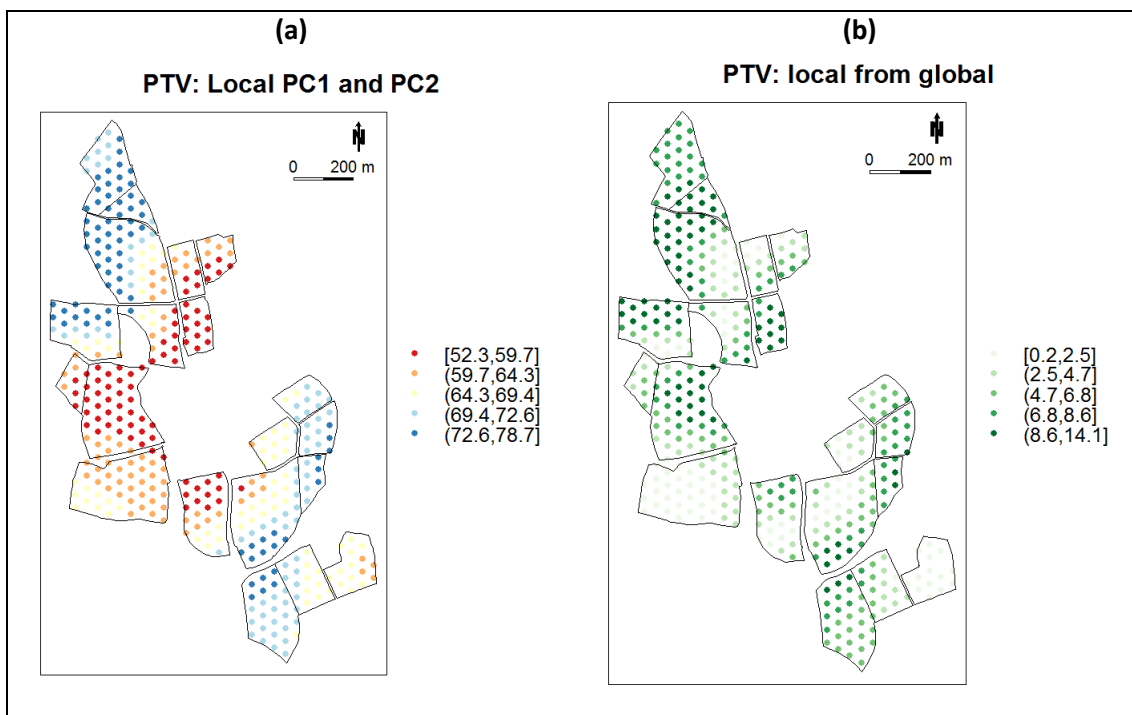 (a)
PTV: Local PC1 and PC2
N
0 200 m
[52.3,59.7]
(59.7,64.3]
(64.3,69.4]
(69.4,72.6]
(72.6,78.7]
(b)
PTV: local from global
N
0 200 m
[0.2,2.5]
(2.5,4.7]
(4.7,6.8]
(6.8,8.6]
(8.6,14.1]